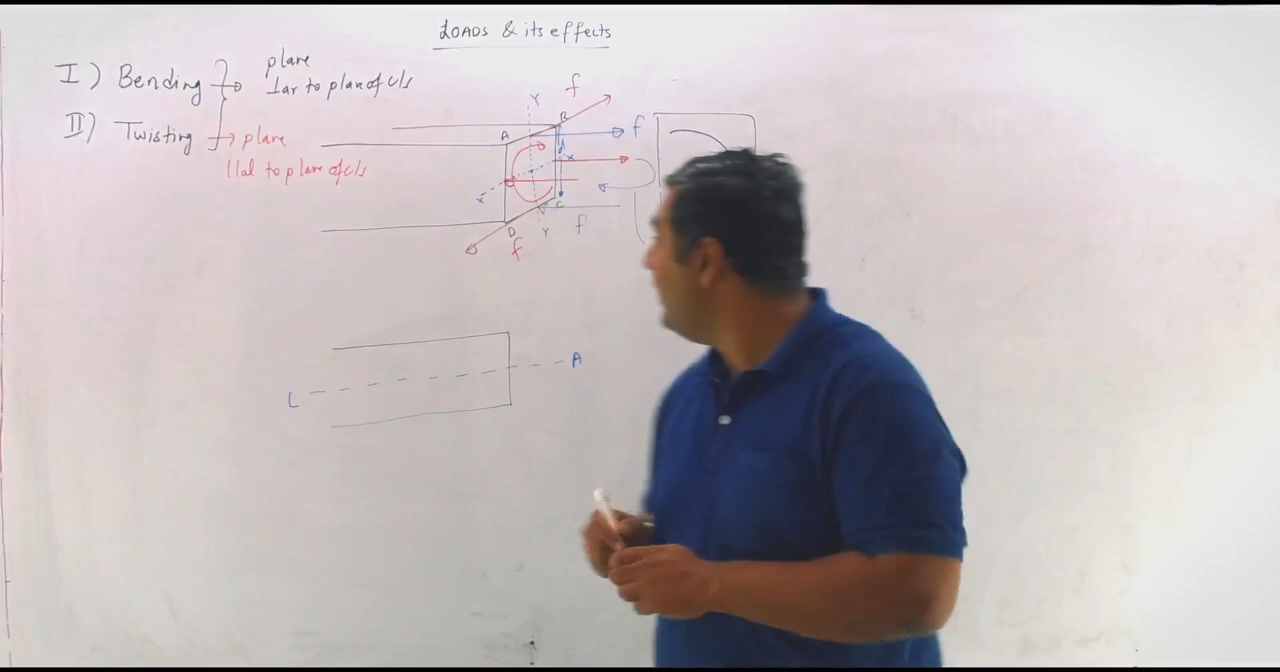 LOADS & its effects
I) Bending → plane
⊥ar to plane of c/s
II) Twisting → plane
||al to plane of c/s
f
Y
B
A
f
X
X
C
D
Y
f
f
L
A